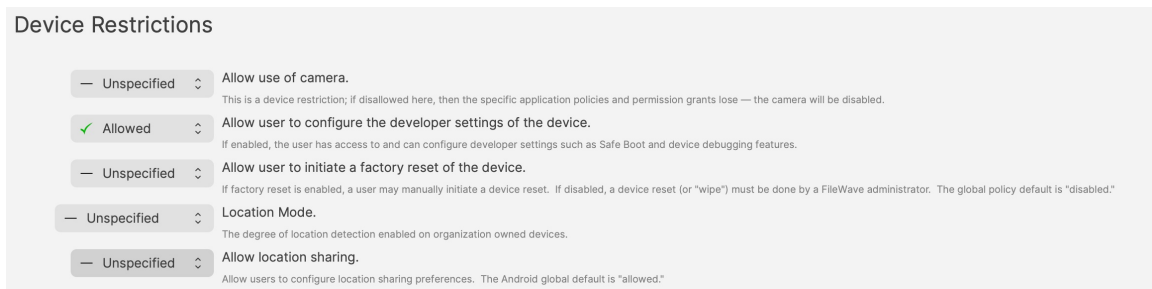 Device Restrictions
— Unspecified Allow use of camera.
This is a device restriction; if disallowed here, then the specific application policies and permission grants lose — the camera will be disabled.
✓ Allowed Allow user to configure the developer settings of the device.
If enabled, the user has access to and can configure developer settings such as Safe Boot and device debugging features.
— Unspecified Allow user to initiate a factory reset of the device.
If factory reset is enabled, a user may manually initiate a device reset.  If disabled, a device reset (or "wipe") must be done by a FileWave administrator.  The global policy default is "disabled."
— Unspecified Location Mode.
The degree of location detection enabled on organization owned devices.
— Unspecified Allow location sharing.
Allow users to configure location sharing preferences.  The Android global default is "allowed."